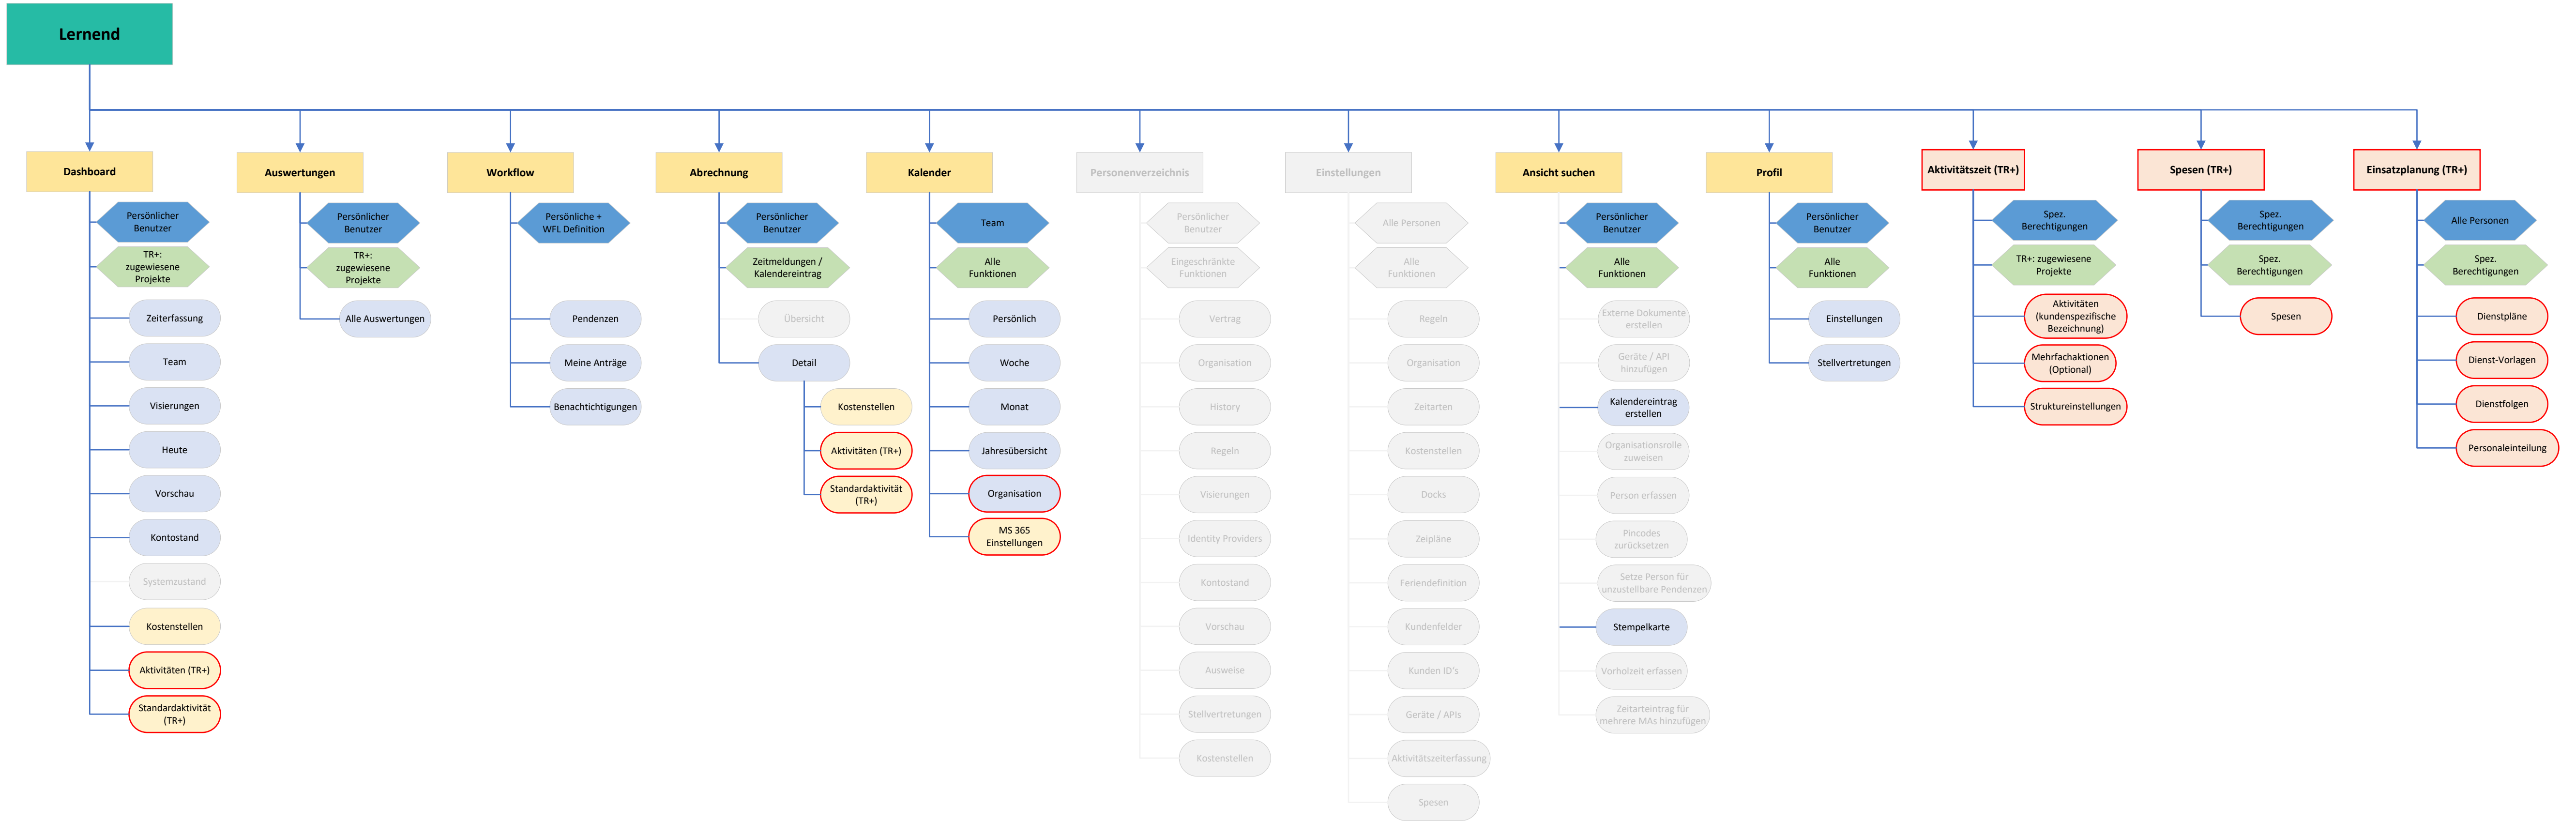 Lernend
Dashboard
Persönlicher
Benutzer
TR+:
zugewiesene
Projekte
Zeiterfassung
Team
Visierungen
Heute
Vorschau
Kontostand
Systemzustand
Kostenstellen
Aktivitäten (TR+)
Standardaktivität
(TR+)
Auswertungen
Persönlicher
Benutzer
TR+:
zugewiesene
Projekte
Alle Auswertungen
Workflow
Persönliche +
WFL Definition
Pendenzen
Meine Anträge
Benachtichtigungen
Abrechnung
Persönlicher
Benutzer
Zeitmeldungen /
Kalendereintrag
Übersicht
Detail
Kostenstellen
Aktivitäten (TR+)
Standardaktivität
(TR+)
Kalender
Team
Alle
Funktionen
Persönlich
Woche
Monat
Jahresübersicht
Organisation
MS 365
Einstellungen
Personenverzeichnis
Persönlicher
Benutzer
Eingeschränkte
Funktionen
Vertrag
Organisation
History
Regeln
Visierungen
Identity Providers
Kontostand
Vorschau
Ausweise
Stellvertretungen
Kostenstellen
Einstellungen
Alle Personen
Alle
Funktionen
Regeln
Organisation
Zeitarten
Kostenstellen
Docks
Zeipläne
Feriendefinition
Kundenfelder
Kunden ID's
Geräte / APIs
Aktivitätszeiterfassung
Spesen
Ansicht suchen
Persönlicher
Benutzer
Alle
Funktionen
Externe Dokumente
erstellen
Geräte / API
hinzufügen
Kalendereintrag
erstellen
Organisationsrolle
zuweisen
Person erfassen
Pincodes
zurücksetzen
Setze Person für
unzustellbare Pendenzen
Stempelkarte
Vorholzeit erfassen
Zeitarteintrag für
mehrere MAs hinzufügen
Profil
Persönlicher
Benutzer
Alle
Funktionen
Einstellungen
Stellvertretungen
Aktivitätszeit (TR+)
Spez.
Berechtigungen
TR+: zugewiesene
Projekte
Aktivitäten
(kundenspezifische
Bezeichnung)
Mehrfachaktionen
(Optional)
Struktureinstellungen
Spesen (TR+)
Spez.
Berechtigungen
Spez.
Berechtigungen
Spesen
Einsatzplanung (TR+)
Alle Personen
Spez.
Berechtigungen
Dienstpläne
Dienst-Vorlagen
Dienstfolgen
Personaleinteilung